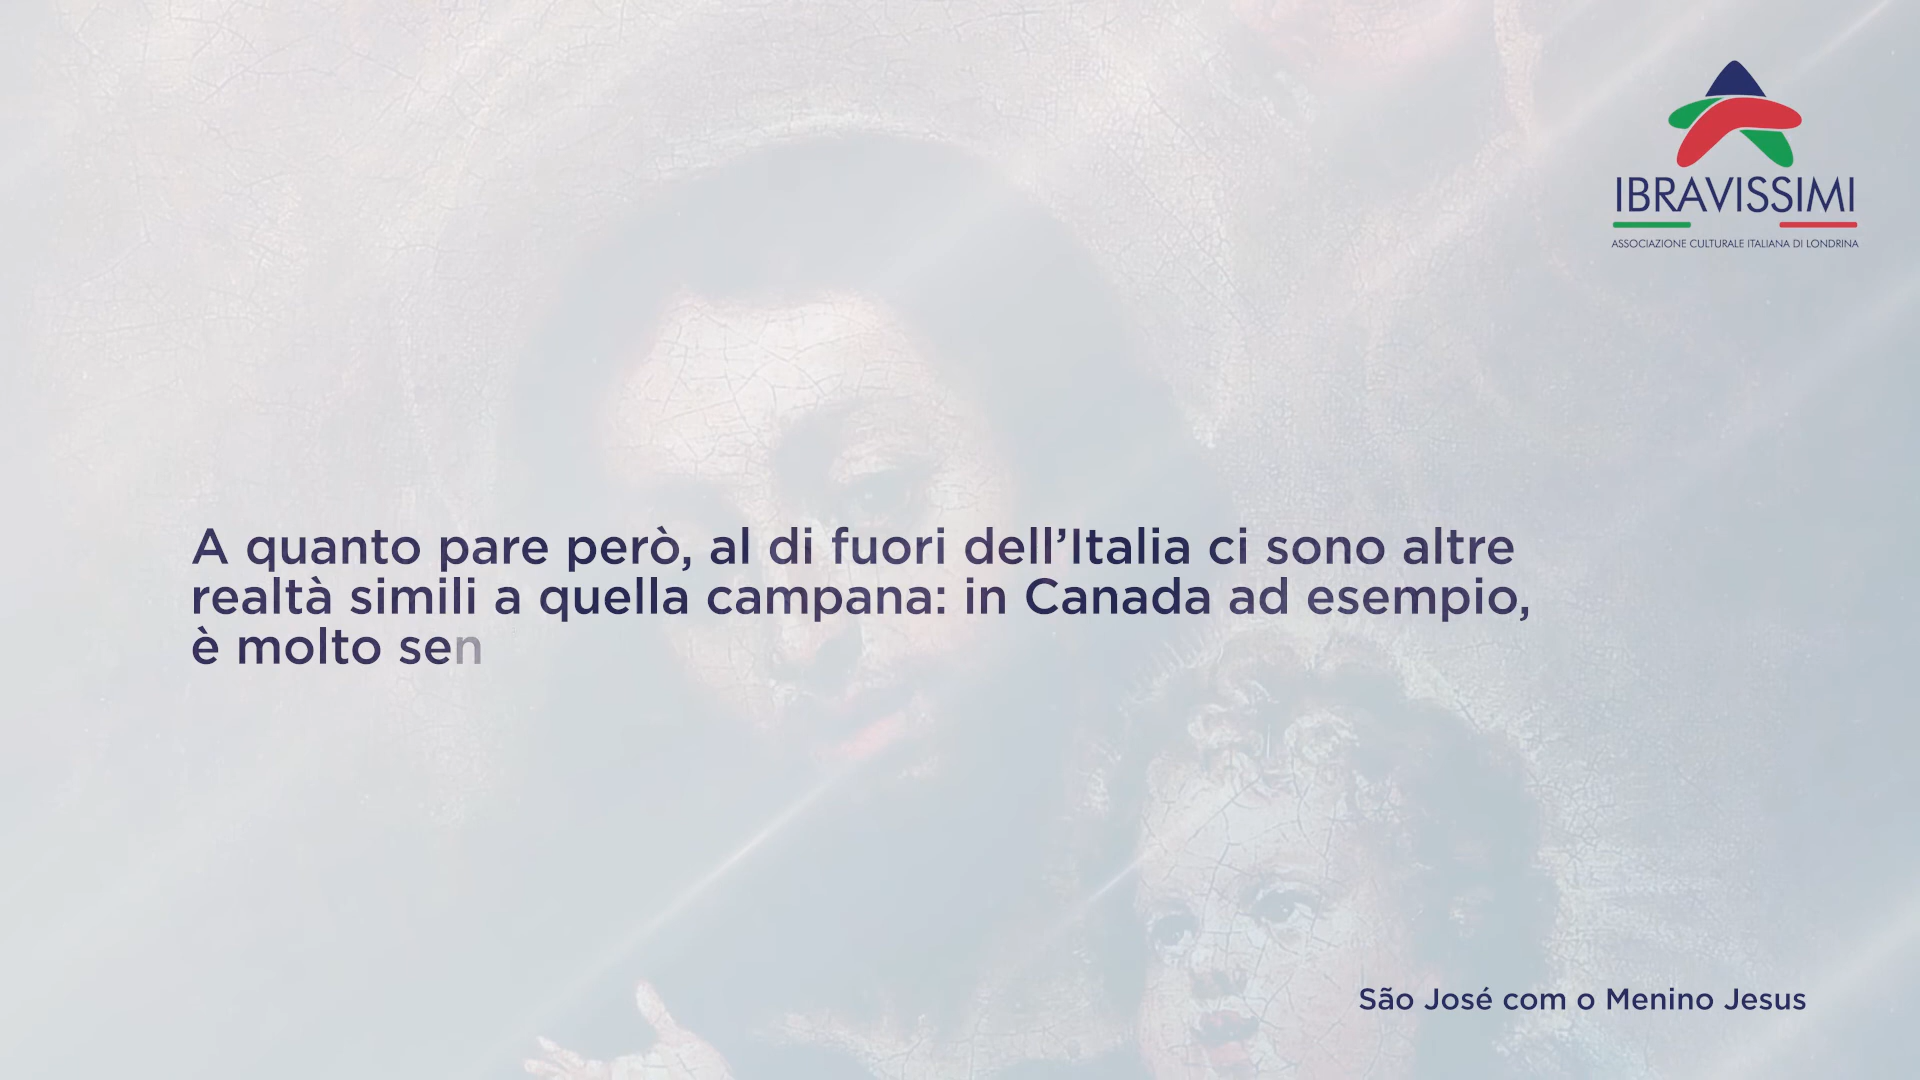 IBRAVISSIMI
ASSOCIAZIONE CULTURALE ITALIANA DI LONDRINA
A quanto pare però, al di fuori dell’Italia ci sono altre
realtà simili a quella campana: in Canada ad esempio,
è molto sen
São José com o Menino Jesus